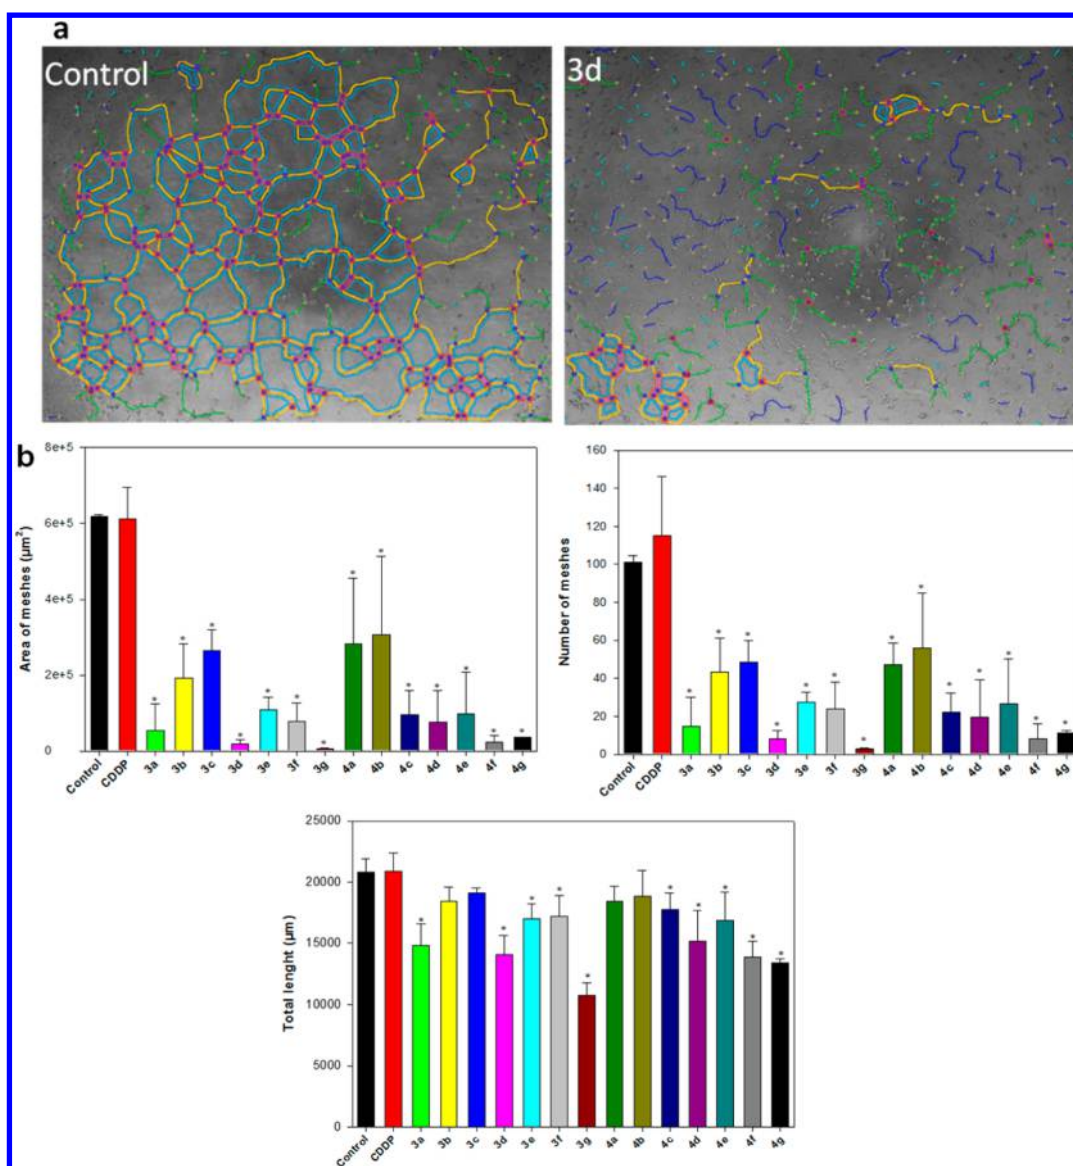 a
Control
3d
b
8e+5
6e+5
4e+5
2e+5
0
Area of meshes (µm²)
* * * * * * * * * * * * * *
Control CDDP 3a 3b 3c 3d 3e 3f 3g 4a 4b 4c 4d 4e 4f 4g
160
140
120
100
80
60
40
20
0
Number of meshes
* * * * * * * * * * * * * *
Control CDDP 3a 3b 3c 3d 3e 3f 3g 4a 4b 4c 4d 4e 4f 4g
25000
20000
15000
10000
5000
0
Total lenght (µm)
* * * * * * * * * *
Control CDDP 3a 3b 3c 3d 3e 3f 3g 4a 4b 4c 4d 4e 4f 4g